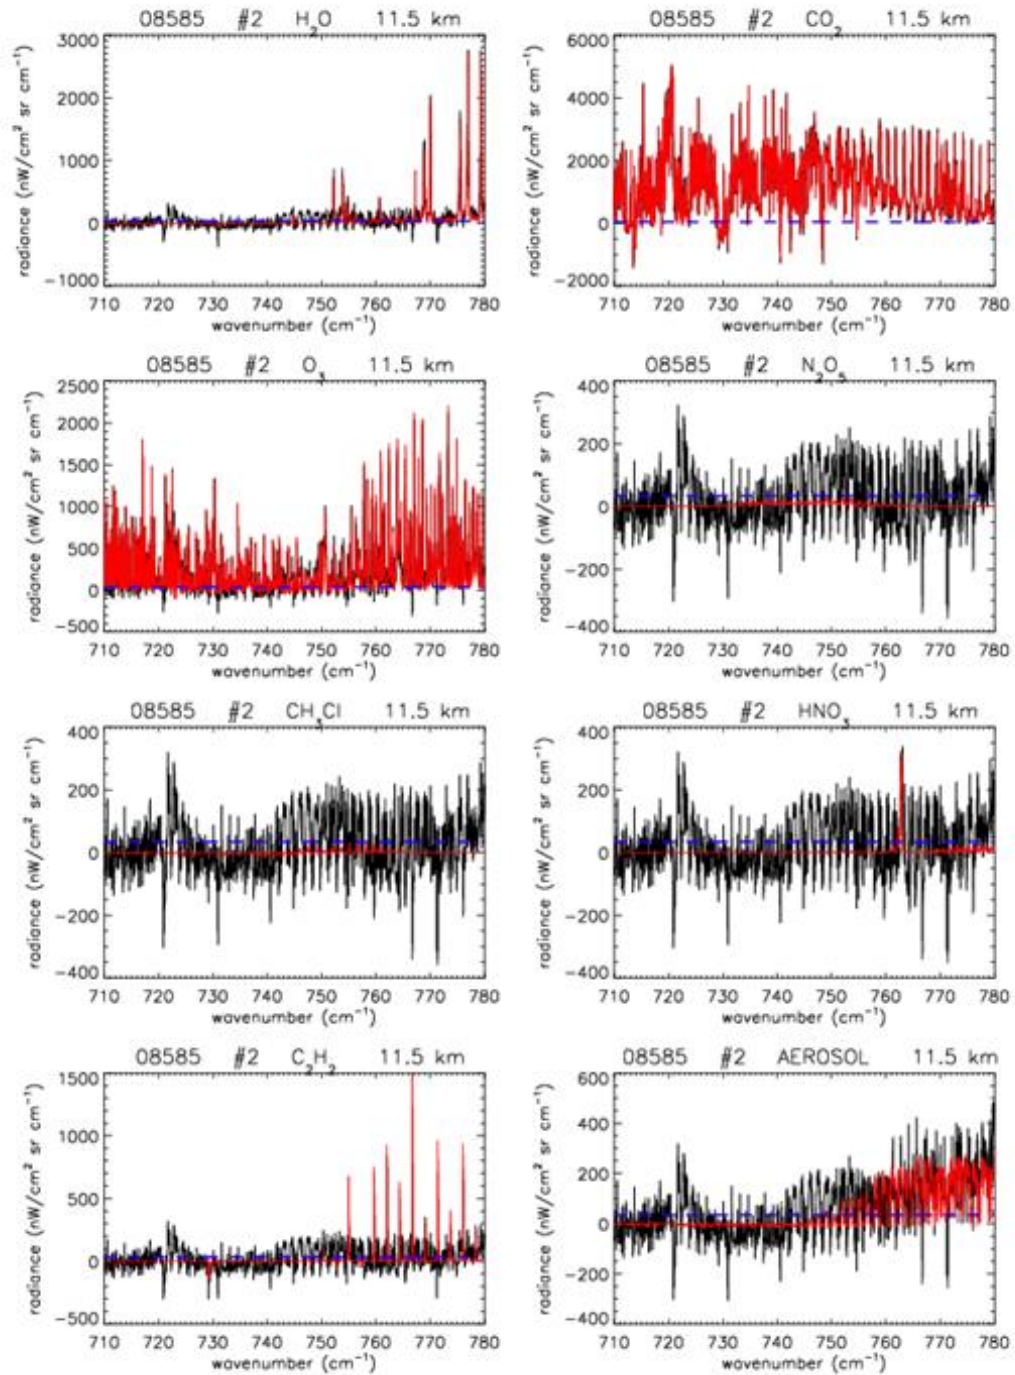 08585 #2 H₂O 11.5 km
radiance (nW/cm² sr cm⁻¹)
3000
2000
1000
0
−1000
710 720 730 740 750 760 770 780
wavenumber (cm⁻¹)
08585 #2 CO₂ 11.5 km
radiance (nW/cm² sr cm⁻¹)
6000
4000
2000
0
−2000
710 720 730 740 750 760 770 780
wavenumber (cm⁻¹)
08585 #2 O₃ 11.5 km
radiance (nW/cm² sr cm⁻¹)
2500
2000
1500
1000
500
0
−500
710 720 730 740 750 760 770 780
wavenumber (cm⁻¹)
08585 #2 N₂O₅ 11.5 km
radiance (nW/cm² sr cm⁻¹)
400
200
0
−200
−400
710 720 730 740 750 760 770 780
wavenumber (cm⁻¹)
08585 #2 CH₃Cl 11.5 km
radiance (nW/cm² sr cm⁻¹)
400
200
0
−200
−400
710 720 730 740 750 760 770 780
wavenumber (cm⁻¹)
08585 #2 HNO₃ 11.5 km
radiance (nW/cm² sr cm⁻¹)
400
200
0
−200
−400
710 720 730 740 750 760 770 780
wavenumber (cm⁻¹)
08585 #2 C₂H₂ 11.5 km
radiance (nW/cm² sr cm⁻¹)
1500
1000
500
0
−500
710 720 730 740 750 760 770 780
wavenumber (cm⁻¹)
08585 #2 AEROSOL 11.5 km
radiance (nW/cm² sr cm⁻¹)
600
400
200
0
−200
−400
710 720 730 740 750 760 770 780
wavenumber (cm⁻¹)